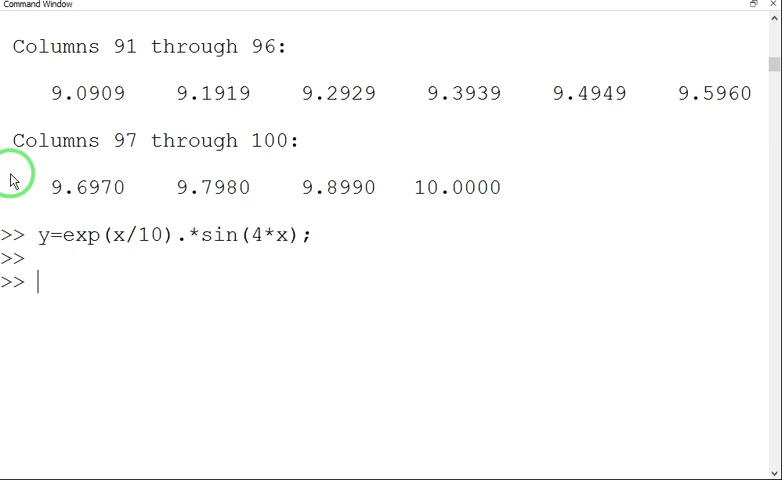 Command Window
Columns 91 through 96:
9.0909 9.1919 9.2929 9.3939 9.4949 9.5960
Columns 97 through 100:
9.6970 9.7980 9.8990 10.0000
>> y=exp(x/10).*sin(4*x);
>>
>>